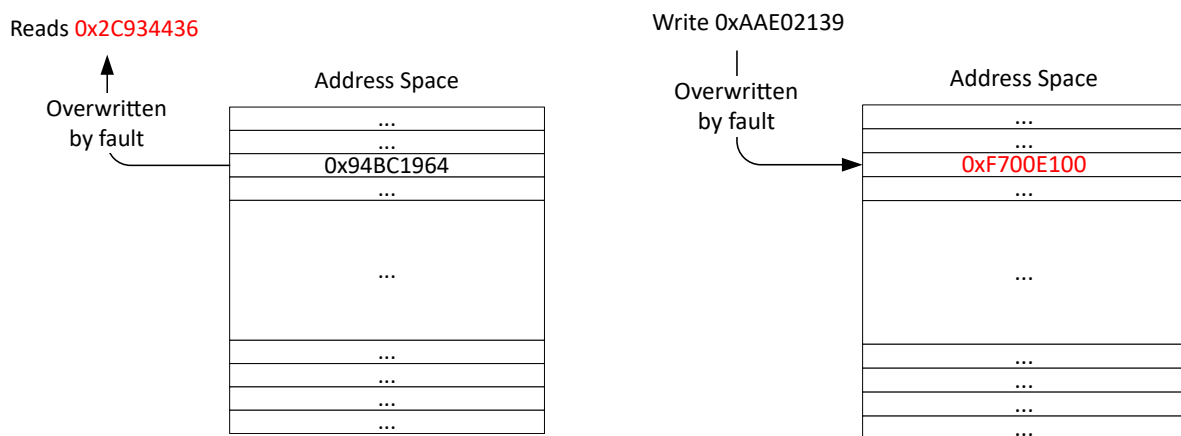 Reads 0x2C934436
Overwritten
by fault
Address Space
...
...
0x94BC1964
...
...
...
...
...
...
Write 0xAAE02139
Overwritten
by fault
Address Space
...
...
0xF700E100
...
...
...
...
...
...